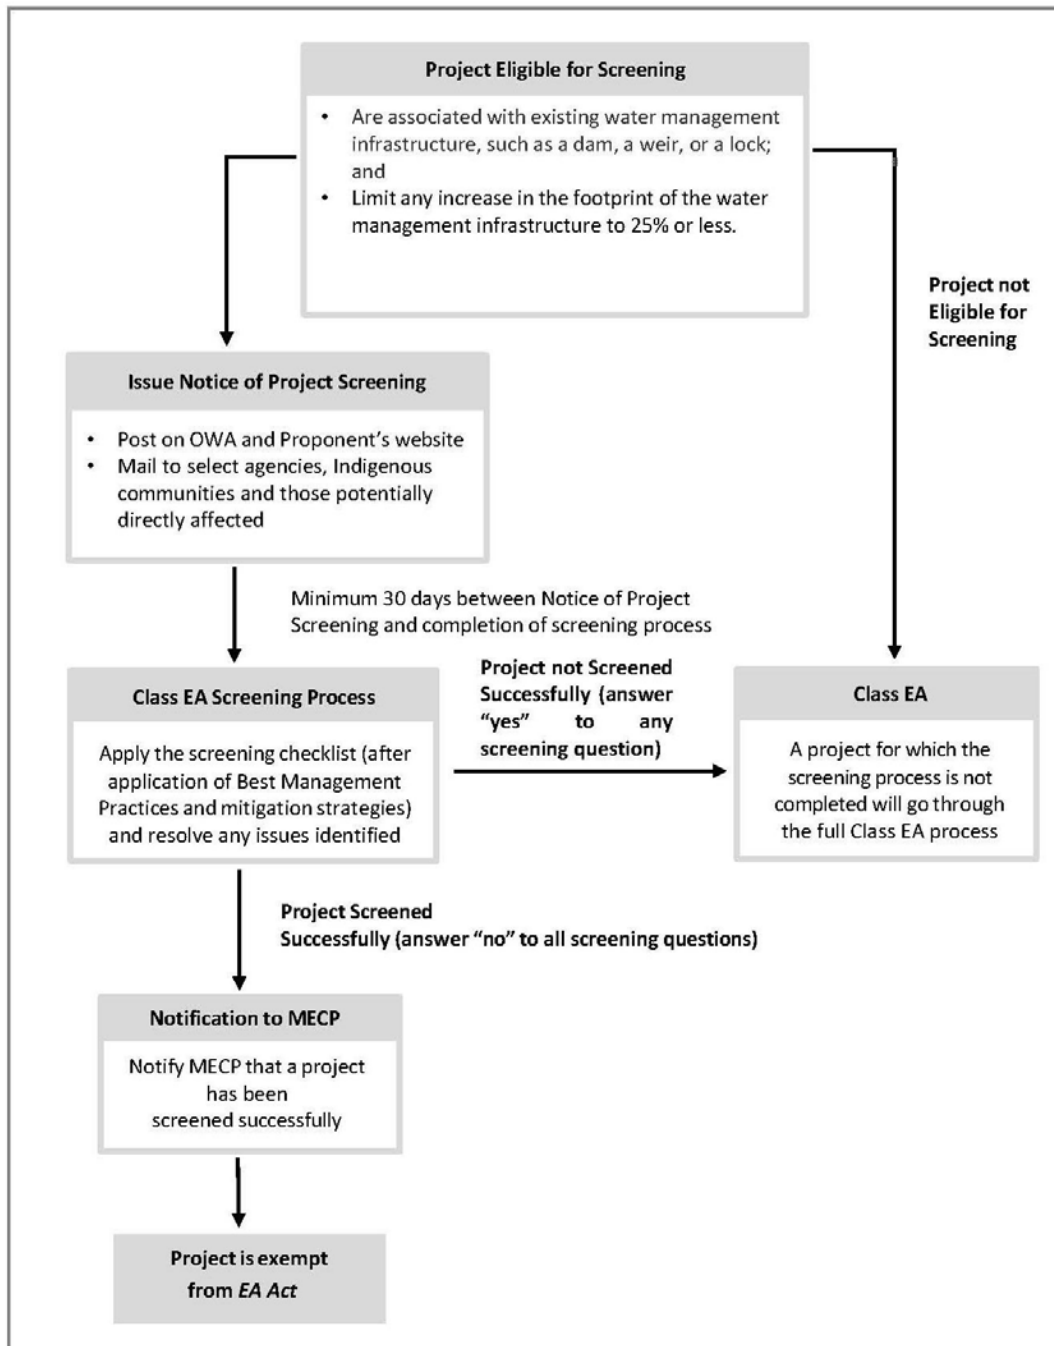 Project Eligible for Screening
• Are associated with existing water management
infrastructure, such as a dam, a weir, or a lock;
and
• Limit any increase in the footprint of the water
management infrastructure to 25% or less.
Project not
Eligible for
Screening
Issue Notice of Project Screening
• Post on OWA and Proponent’s website
• Mail to select agencies, Indigenous
communities and those potentially
directly affected
Minimum 30 days between Notice of Project
Screening and completion of screening process
Project not Screened
Successfully (answer
“yes” to any
screening question)
Class EA Screening Process
Apply the screening checklist (after
application of Best Management
Practices and mitigation strategies)
and resolve any issues identified
Class EA
A project for which the
screening process is not
completed will go through
the full Class EA process
Project Screened
Successfully (answer “no” to all screening questions)
Notification to MECP
Notify MECP that a project
has been
screened successfully
Project is exempt
from EA Act